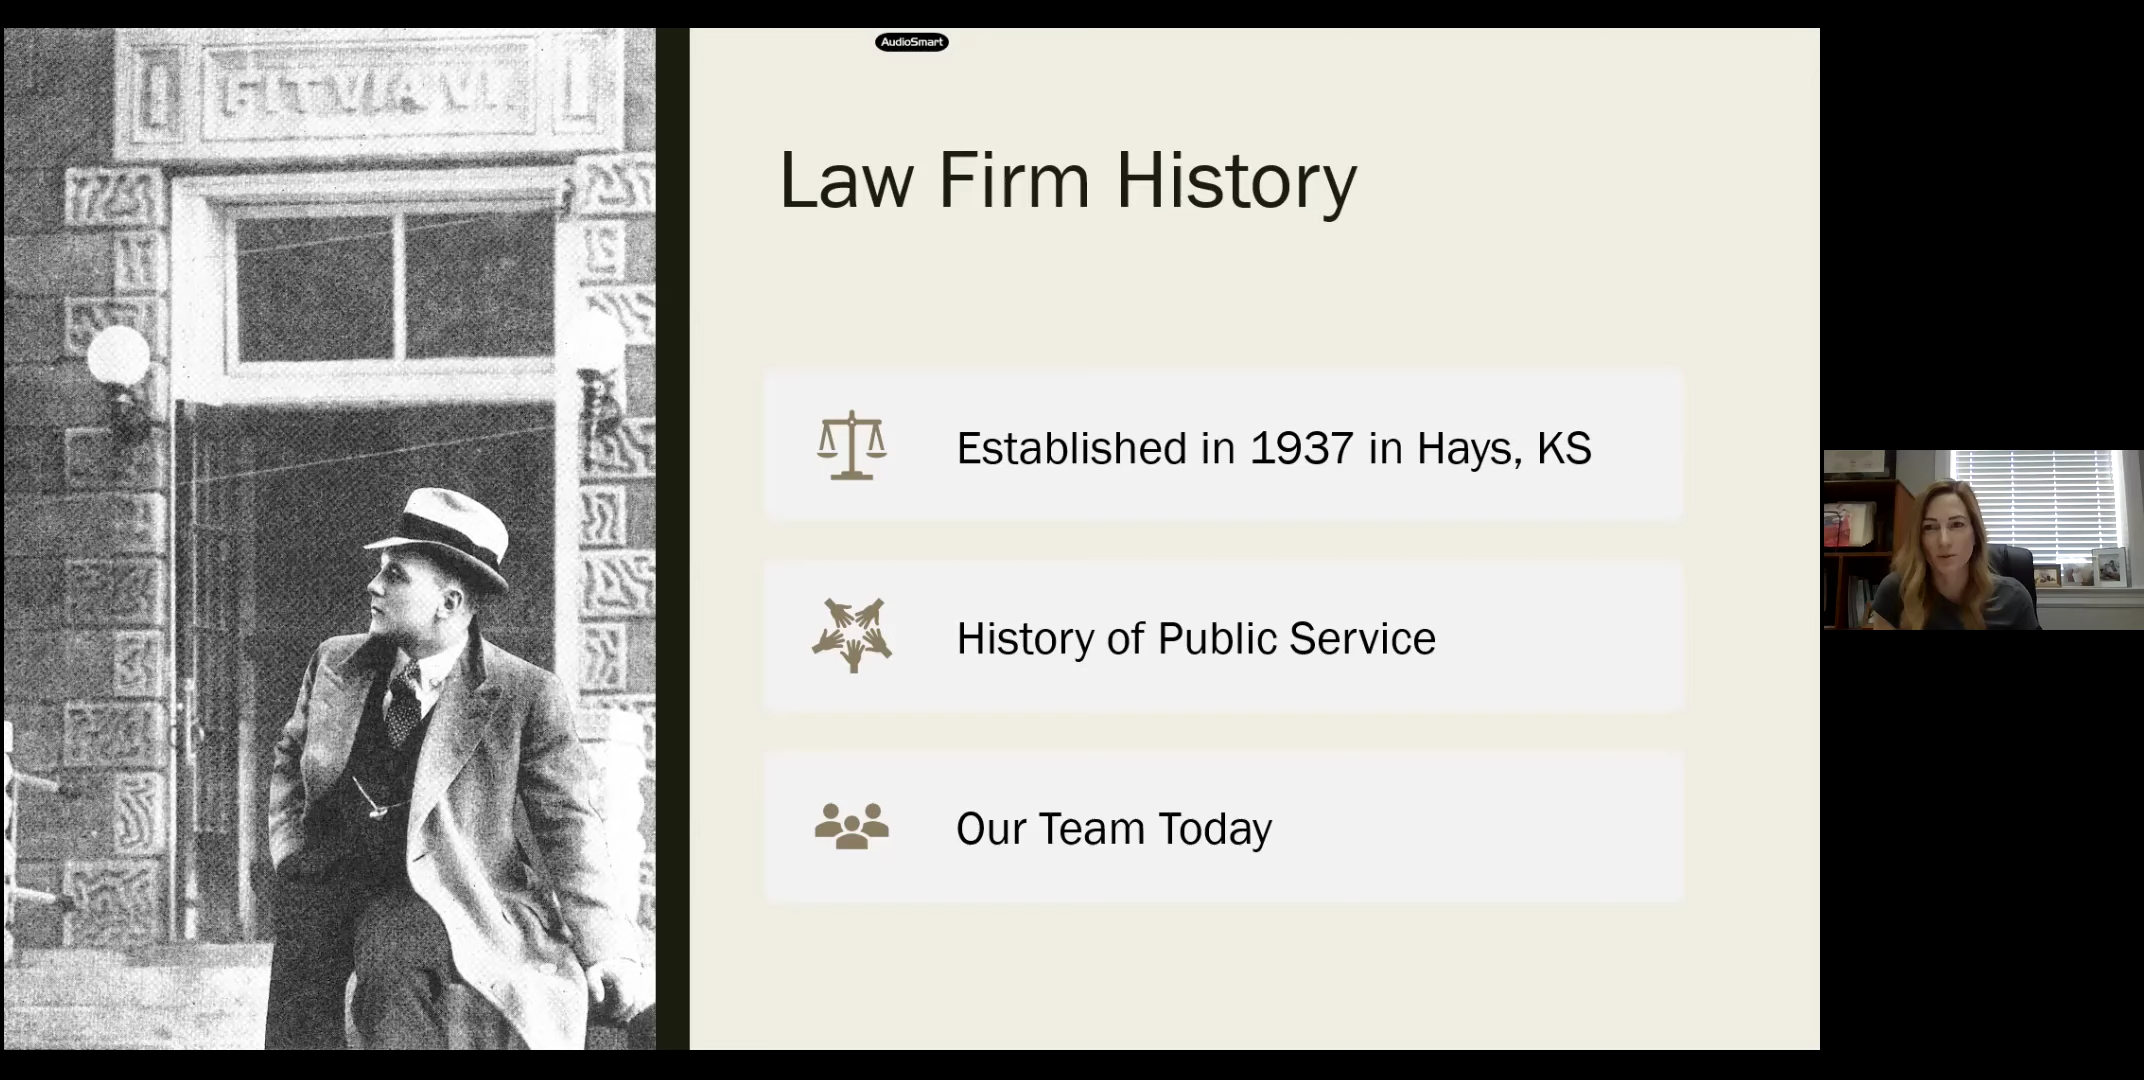 AudioSmart
Law Firm History
Established in 1937 in Hays, KS
History of Public Service
Our Team Today